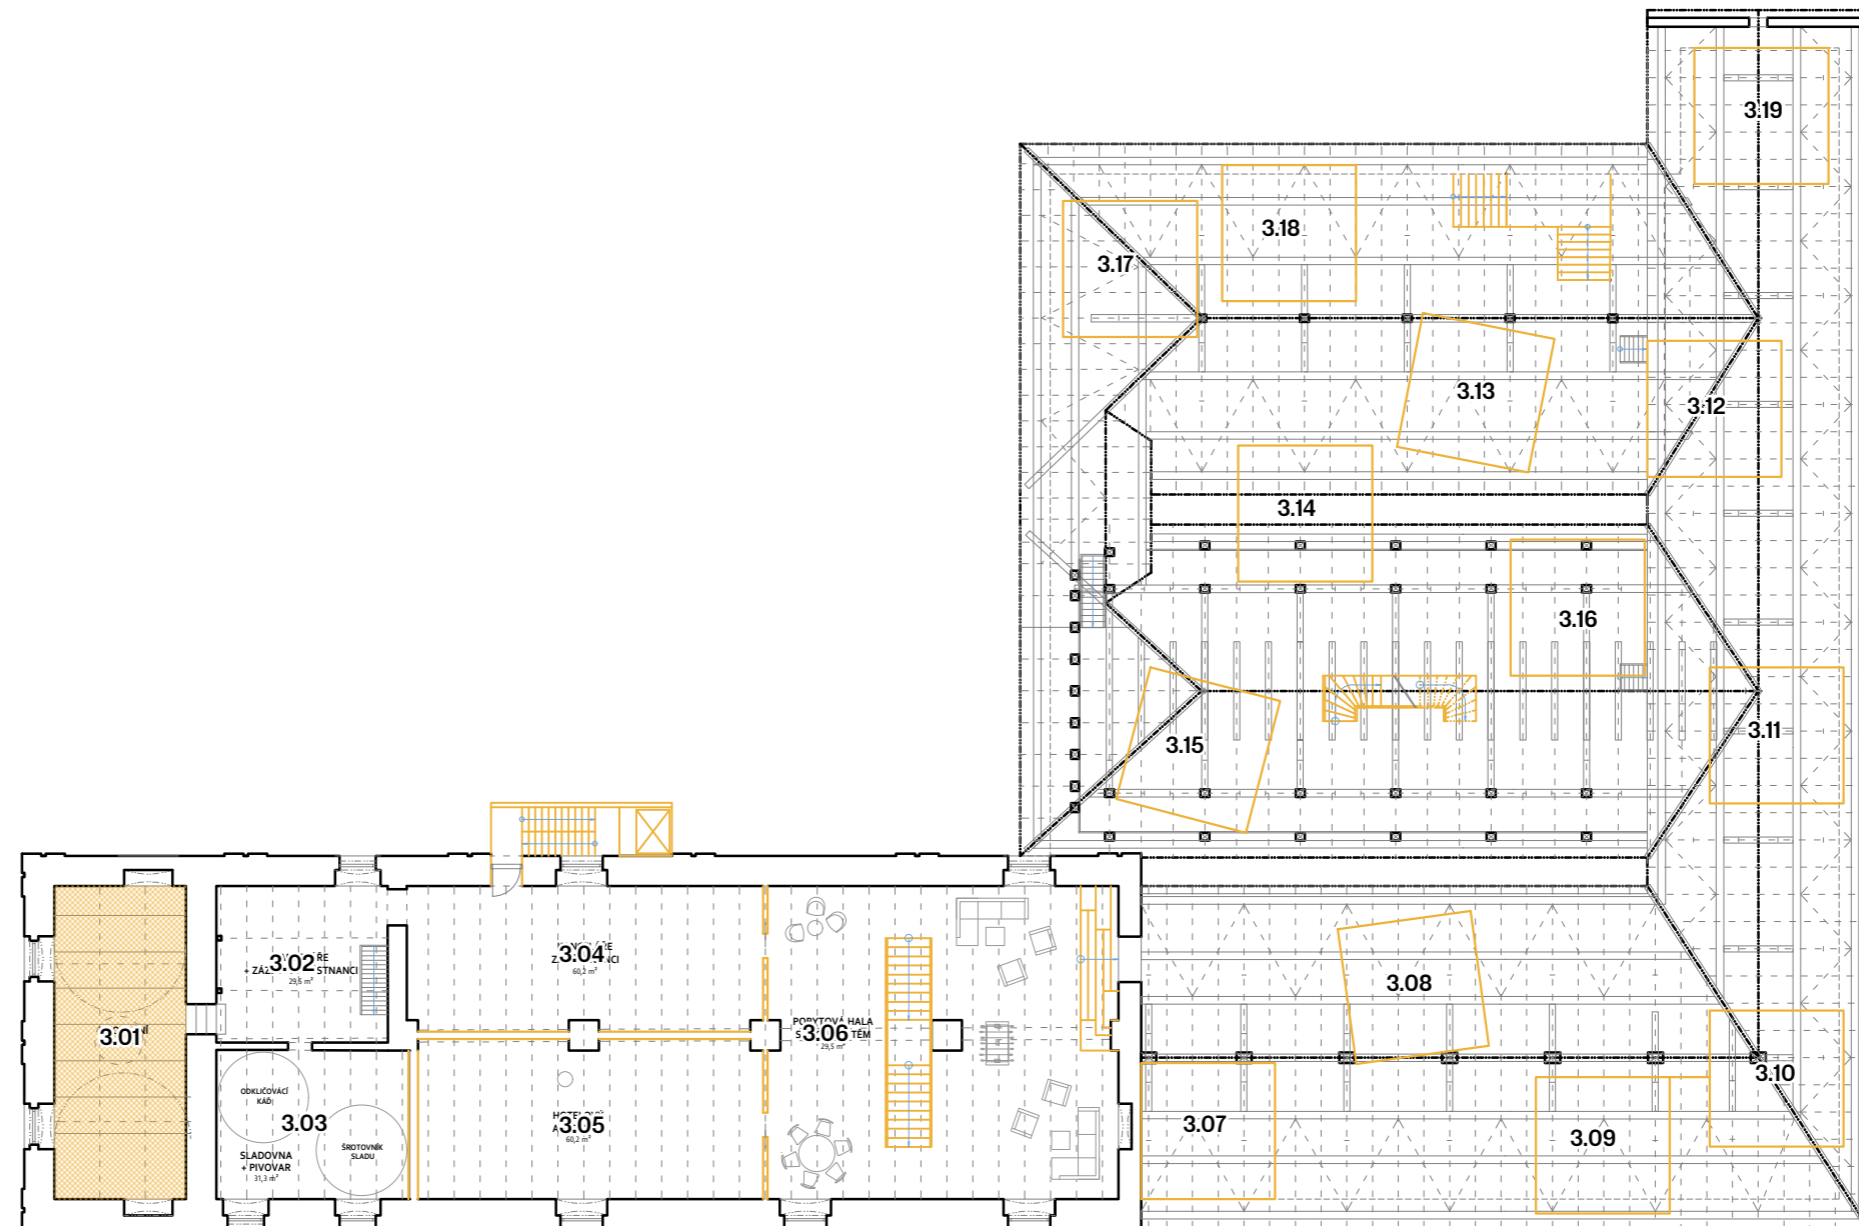 3.19
3.18
3.17
3.13
3.12
3.14
3.16
3.11
3.15
3.08
3.10
3.07
3.09
3.02
+ ZÁZ STNANCI
29,5 m²
3.04
60,2 m²
3.01
POBYTOVÁ HALA
3.06
29,5 m²
ODKLIČOVÁCÍ
KÁĎ
3.03
ŠROTOVNÍK
SLADU
SLADOVNA
+ PIVOVAR
31,3 m²
3.05
60,2 m²